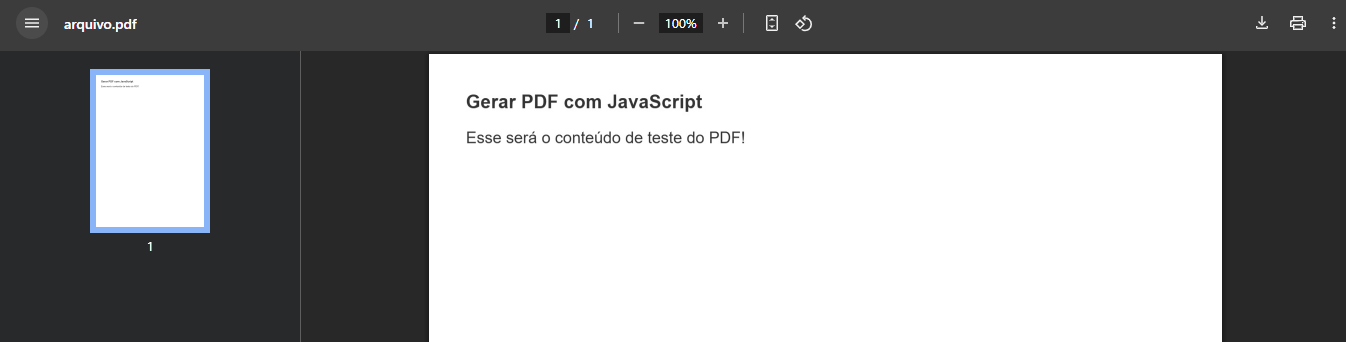 arquivo.pdf
1 / 1
100%
Gerar PDF com JavaScript
Esse será o conteúdo de teste do PDF!
Gerar PDF com JavaScript
Esse será o conteúdo de teste do PDF!
1